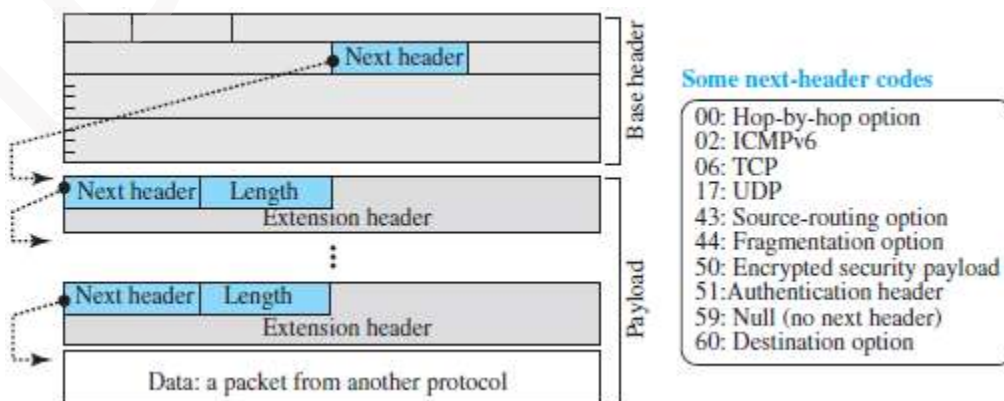 Next header
Base header
Next header
Length
Extension header
Next header
Length
Extension header
Data: a packet from another protocol
Payload
Some next-header codes
00: Hop-by-hop option
02: ICMPv6
06: TCP
17: UDP
43: Source-routing option
44: Fragmentation option
50: Encrypted security payload
51:Authentication header
59: Null (no next header)
60: Destination option